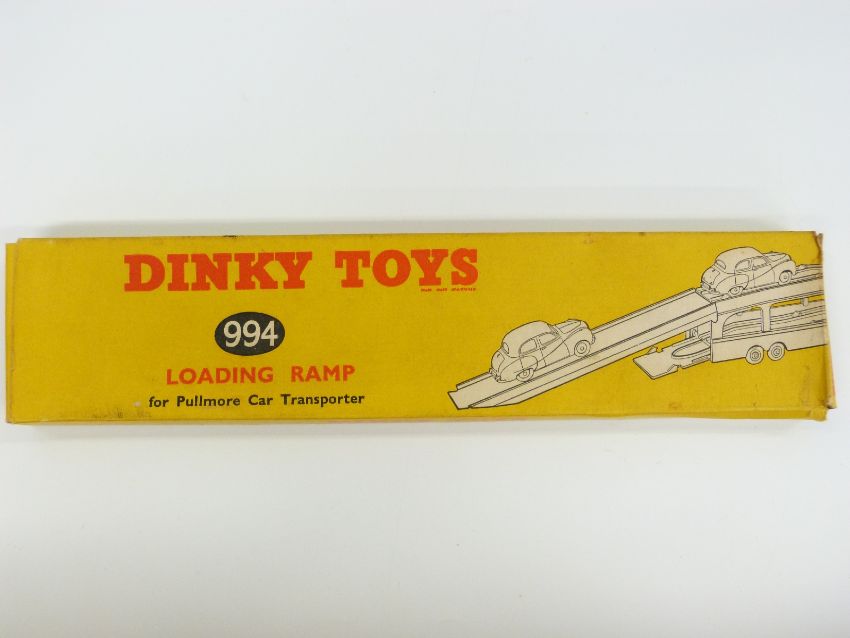 DINKY TOYS
994
LOADING RAMP
for Pullmore Car Transporter